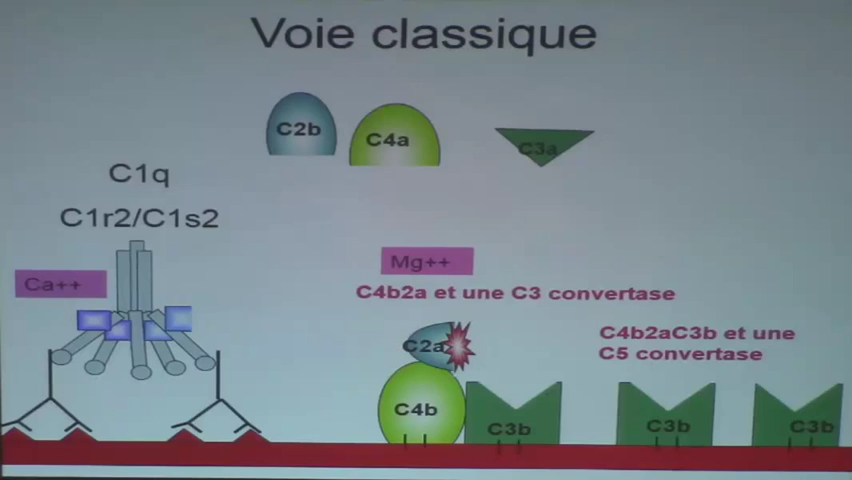 Voie classique
C2b
C4a
C3a
C1q
C1r2/C1s2
Ca++
Mg++
C4b2a et une C3 convertase
C4b2aC3b et une
C5 convertase
C2a
C4b
C3b
C3b
C3b